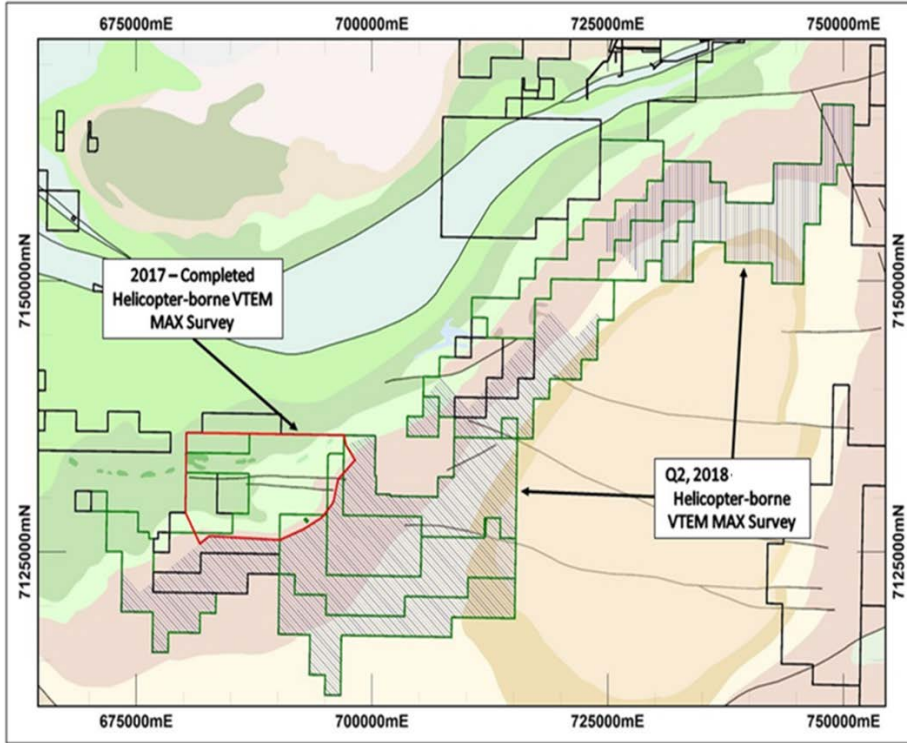 675000mE 700000mE 725000mE 750000mE
7150000mN
7125000mN
2017 – Completed
Helicopter-borne VTEM
MAX Survey
Q2, 2018
Helicopter-borne
VTEM MAX Survey
7150000mN
7125000mN
675000mE 700000mE 725000mE 750000mE